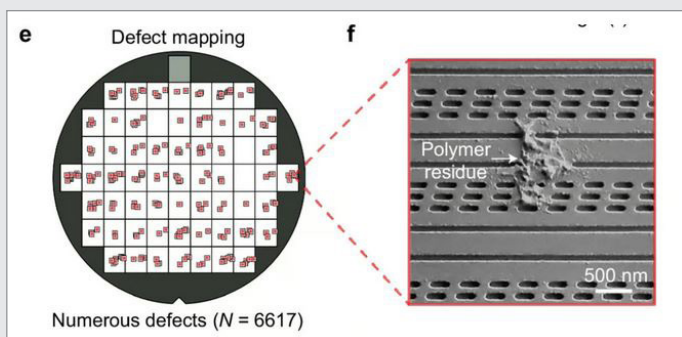 e
Defect mapping
Numerous defects (N = 6617)
f
Polymer
residue
500 nm